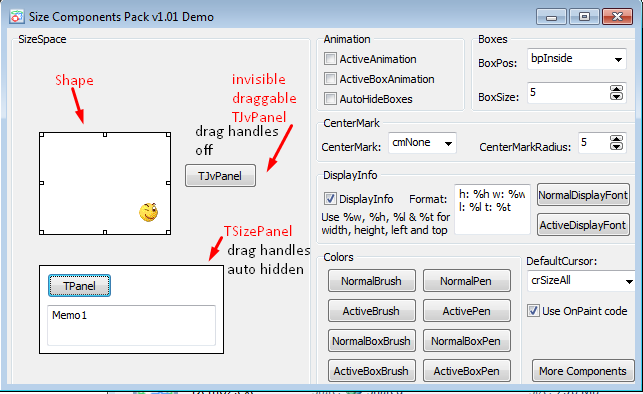 Size Components Pack v1.01 Demo
SizeSpace
Shape
invisible
draggable
TJvPanel
drag handles
off
TJvPanel
TSizePanel
drag handles
auto hidden
TPanel
Memo1
Animation
ActiveAnimation
ActiveBoxAnimation
AutoHideBoxes
Boxes
BoxPos: bpInside
BoxSize: 5
CenterMark
CenterMark: cmNone CenterMarkRadius: 5
DisplayInfo
DisplayInfo Format:
h: %h w: %w
l: %l t: %t
Use %w, %h, %l & %t for
width, height, left and top
NormalDisplayFont
ActiveDisplayFont
Colors
NormalBrush NormalPen
ActiveBrush ActivePen
NormalBoxBrush NormalBoxPen
ActiveBoxBrush ActiveBoxPen
DefaultCursor:
crSizeAll
Use OnPaint code
More Components